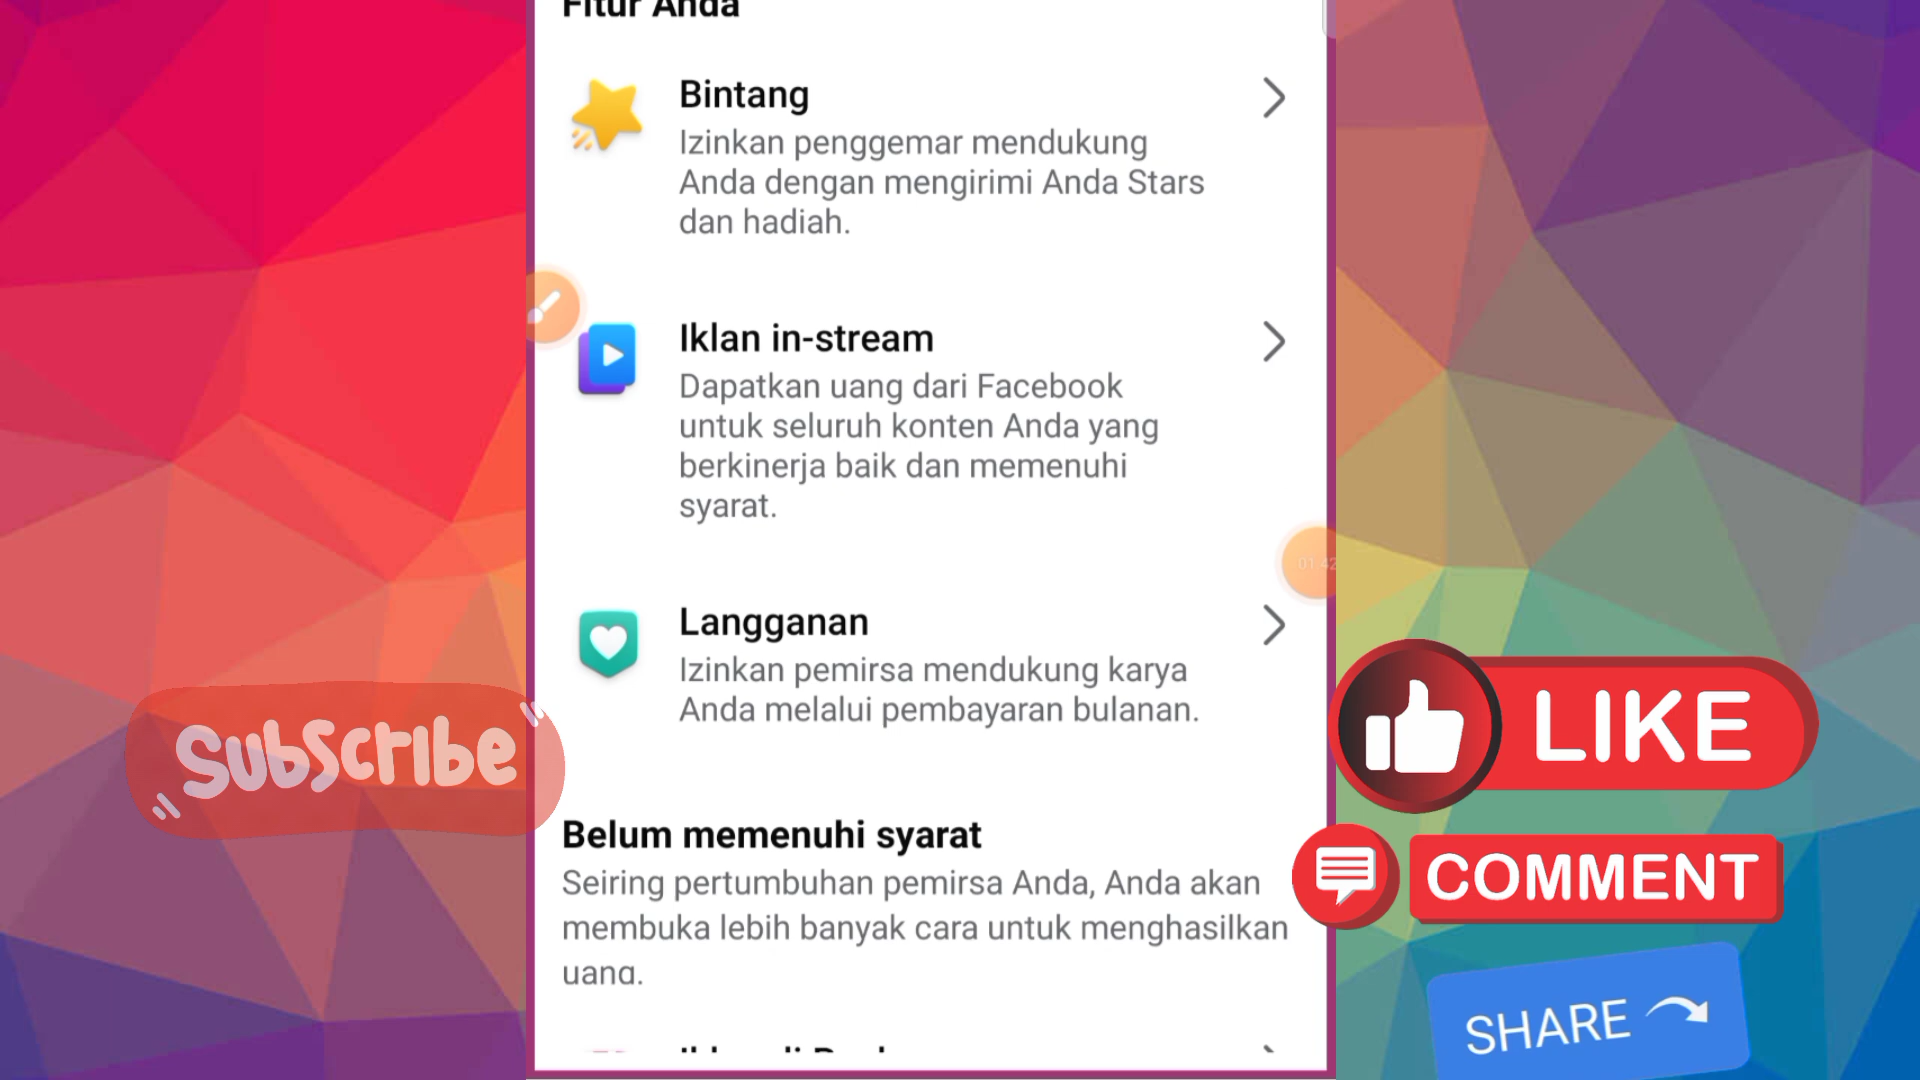 Fitur Anda
Bintang
Izinkan penggemar mendukung
Anda dengan mengirimi Anda Stars
dan hadiah.
Iklan in-stream
Dapatkan uang dari Facebook
untuk seluruh konten Anda yang
berkinerja baik dan memenuhi
syarat.
01:42
Langganan
Izinkan pemirsa mendukung karya
Anda melalui pembayaran bulanan.
Subscribe
LIKE
Belum memenuhi syarat
Seiring pertumbuhan pemirsa Anda, Anda akan
membuka lebih banyak cara untuk menghasilkan
uang.
COMMENT
SHARE